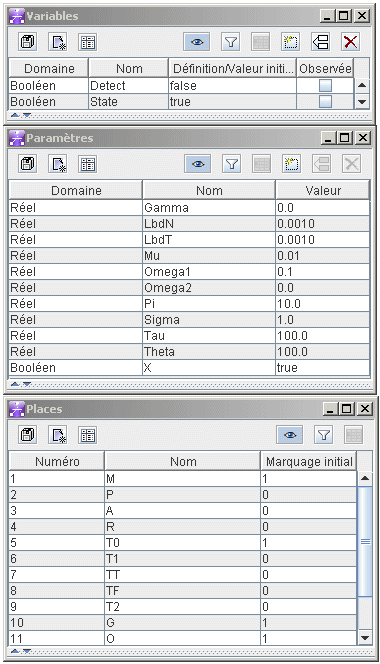 Variables
Domaine Nom Définition/Valeur initi... Observée
Booléen Detect false
Booléen State true
Paramètres
Domaine Nom Valeur
Réel Gamma 0.0
Réel LbdN 0.0010
Réel LbdT 0.0010
Réel Mu 0.01
Réel Omega1 0.1
Réel Omega2 0.0
Réel Pi 10.0
Réel Sigma 1.0
Réel Tau 100.0
Réel Theta 100.0
Booléen X true
Places
Numéro Nom Marquage initial
1 M 1
2 P 0
3 A 0
4 R 0
5 T0 1
6 T1 0
7 TT 0
8 TF 0
9 T2 0
10 G 1
11 O 1